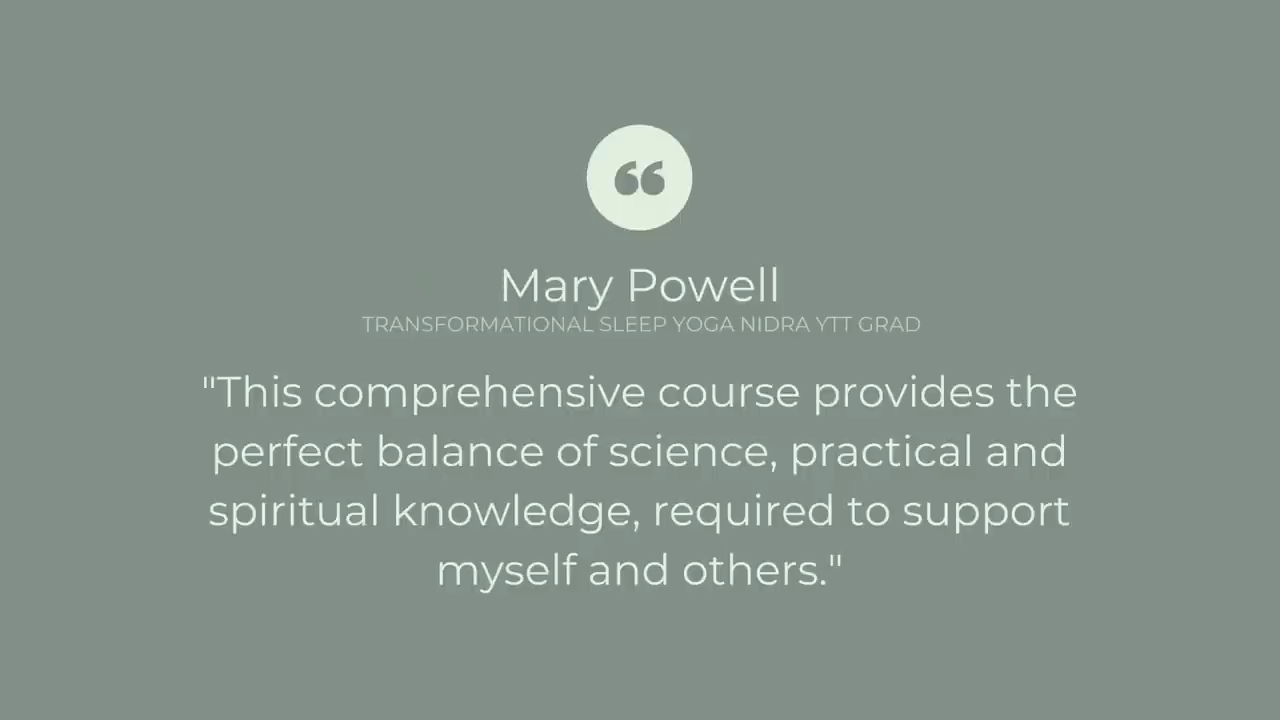 ❝
Mary Powell
TRANSFORMATIONAL SLEEP YOGA NIDRA YTT GRAD
"This comprehensive course provides the
perfect balance of science, practical and
spiritual knowledge, required to support
myself and others."